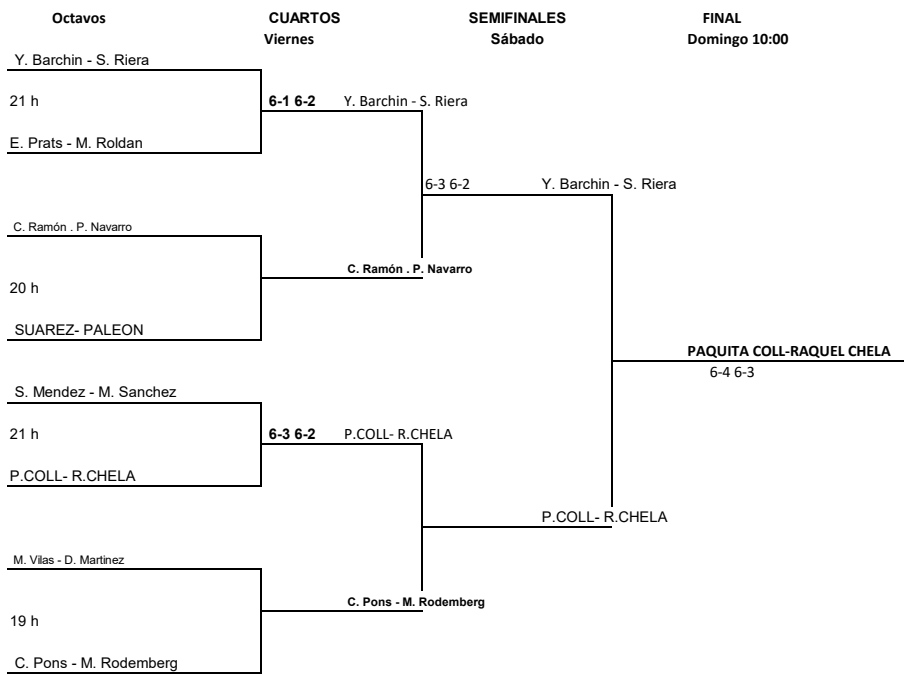 Octavos CUARTOS SEMIFINALES FINAL
Viernes Sábado Domingo 10:00
Y. Barchin - S. Riera
21 h 6-1 6-2 Y. Barchin - S. Riera
E. Prats - M. Roldan
6-3 6-2 Y. Barchin - S. Riera
C. Ramón . P. Navarro
C. Ramón . P. Navarro
20 h
SUAREZ- PALEON
PAQUITA COLL-RAQUEL CHELA
6-4 6-3
S. Mendez - M. Sanchez
21 h 6-3 6-2 P.COLL- R.CHELA
P.COLL- R.CHELA
P.COLL- R.CHELA
M. Vilas - D. Martinez
C. Pons - M. Rodemberg
19 h
C. Pons - M. Rodemberg